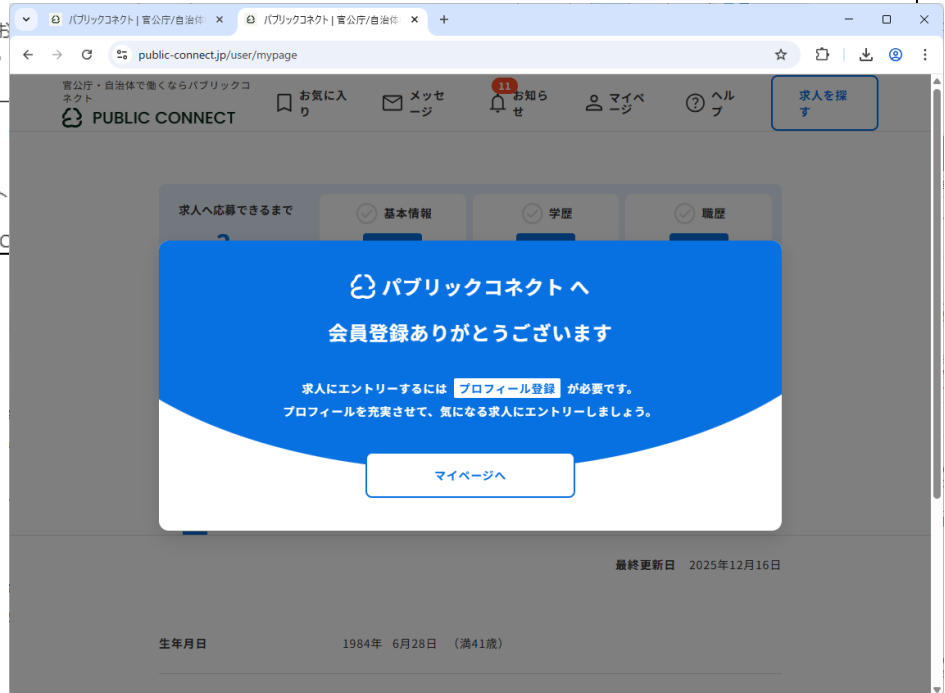 パブリックコネクト | 官公庁/自治体
パブリックコネクト | 官公庁/自治体
public-connect.jp/user/mypage
官公庁・自治体で働くならパブリックコ
ネクト
PUBLIC CONNECT
お気に入
り
メッセ
ージ
11
お知ら
せ
マイペ
ージ
ヘル
プ
求人を探
す
求人へ応募できるまで
基本情報
学歴
職歴
パブリックコネクト へ
会員登録ありがとうございます
求人にエントリーするには プロフィール登録 が必要です。
プロフィールを充実させて、気になる求人にエントリーしましょう。
マイページへ
最終更新日 2025年12月16日
生年月日 1984年 6月28日 （満41歳）